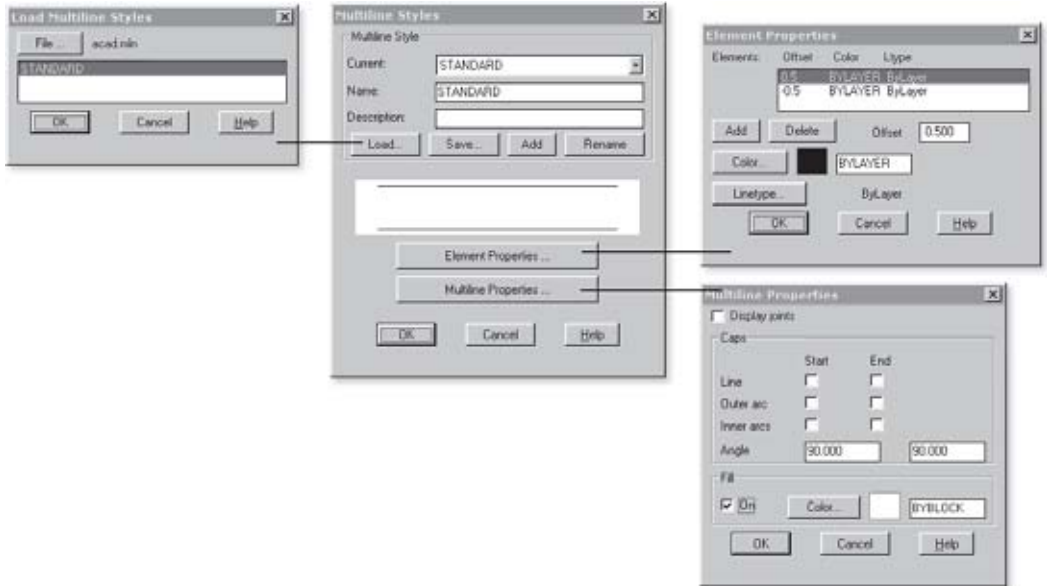 Load Multiline Styles
File ...
acad.mln
STANDARD
OK
Cancel
Help
Multiline Styles
Multiline Style
Current:
STANDARD
Name:
STANDARD
Description:
Load...
Save...
Add
Rename
Element Properties ...
Multiline Properties ...
OK
Cancel
Help
Element Properties
Elements: Offset Color Ltype
0.5 BYLAYER ByLayer
-0.5 BYLAYER ByLayer
Add
Delete
Offset
0.500
Color...
BYLAYER
Linetype...
ByLayer
OK
Cancel
Help
Multiline Properties
Display joints
Caps
Start End
Line
Outer arc
Inner arcs
Angle 90.000 90.000
Fill
On
Color...
BYBLOCK
OK
Cancel
Help